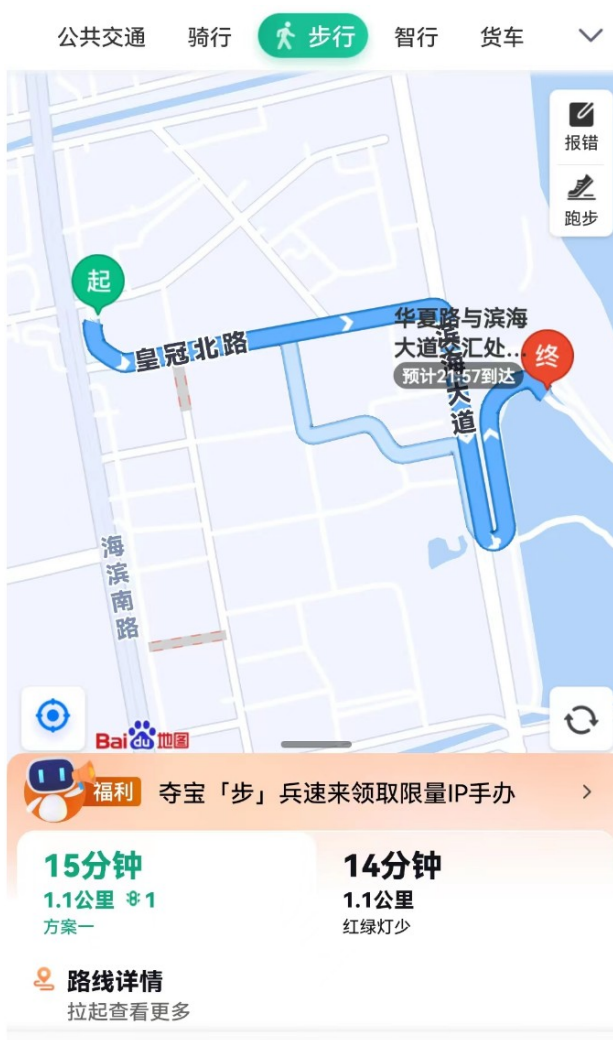 公共交通 骑行 步行 智行 货车
报错
跑步
起
皇冠北路
华夏路与滨海
大道交汇处...
预计21:57到达
终
滨海大道
海滨南路
Bai du 地图
福利 夺宝「步」兵速来领取限量IP手办
15分钟
1.1公里 1
方案一
14分钟
1.1公里
红绿灯少
路线详情
拉起查看更多